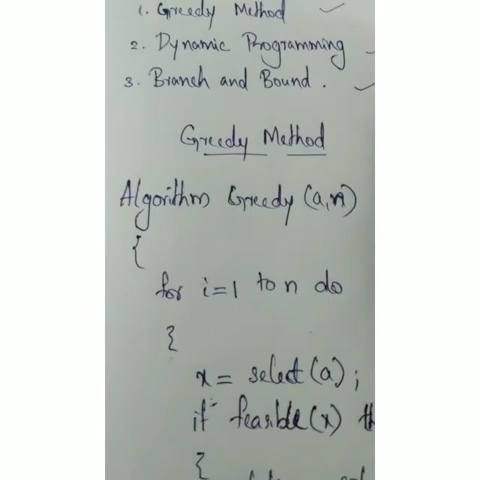 1. Greedy Method
2. Dynamic Programming
3. Branch and Bound.
Greedy Method
Algorithm Greedy (a,n)
{
for i=1 to n do
{
x= select(a);
if feasible(x)
{